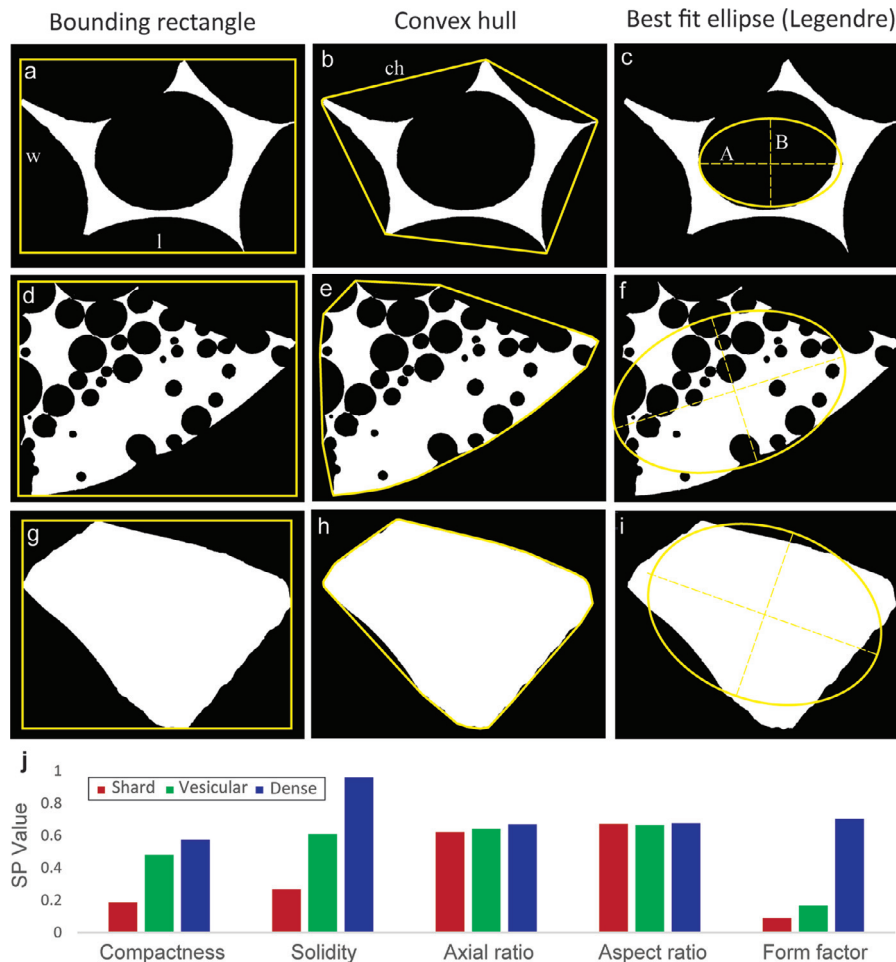 Bounding rectangle
Convex hull
Best fit ellipse (Legendre)
a
w
l
b
ch
c
A
B
d
e
f
g
h
i
j
1
0.8
0.6
0.4
0.2
0
SP Value
Shard Vesicular Dense
Compactness Solidity Axial ratio Aspect ratio Form factor